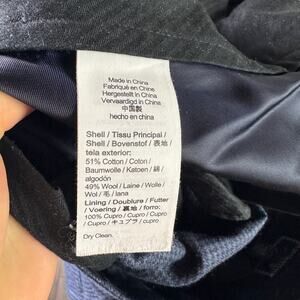 Made in China
Fabriqué en Chine
Hergestellt in China
Vervaardigd in China
中国製
hecho en china
Shell / Tissu Principal /
Shell / Bovenstof / 表地 /
tela exterior:
51% Cotton / Coton /
Baumwolle / Katoen / 綿 /
algodón
49% Wool / Laine / Wolle /
Wol / 毛 / lana
Lining / Doublure / Futter
/ Voering / 裏地 / forro:
100% Cupro / Cupro / Cupro
/ Cupro / キュプラ / cupro
Dry Clean